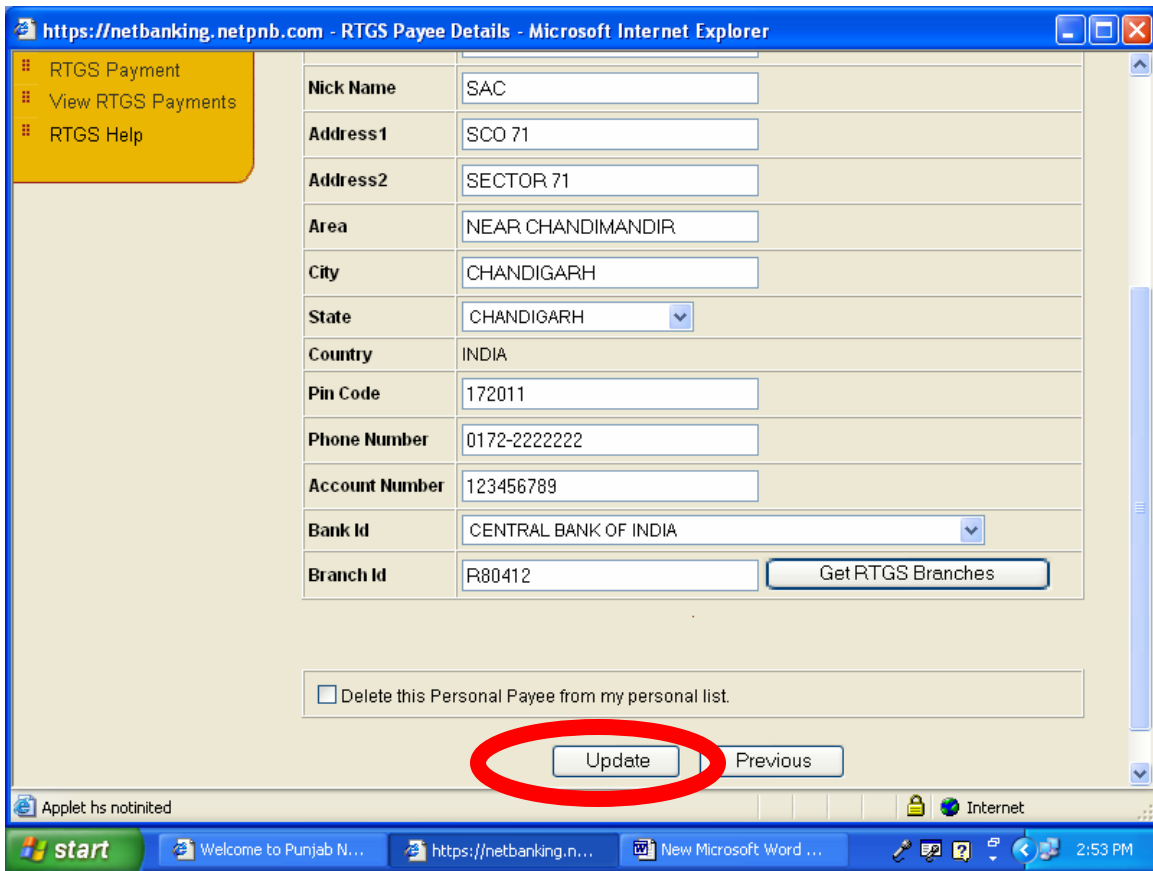 https://netbanking.netpnb.com - RTGS Payee Details - Microsoft Internet Explorer
RTGS Payment
View RTGS Payments
RTGS Help
Nick Name SAC
Address1 SCO 71
Address2 SECTOR 71
Area NEAR CHANDIMANDIR
City CHANDIGARH
State CHANDIGARH
Country INDIA
Pin Code 172011
Phone Number 0172-2222222
Account Number 123456789
Bank Id CENTRAL BANK OF INDIA
Branch Id R80412 Get RTGS Branches
Delete this Personal Payee from my personal list.
Update Previous
Applet hs notinited Internet
start Welcome to Punjab N... https://netbanking.n... New Microsoft Word ... 2:53 PM